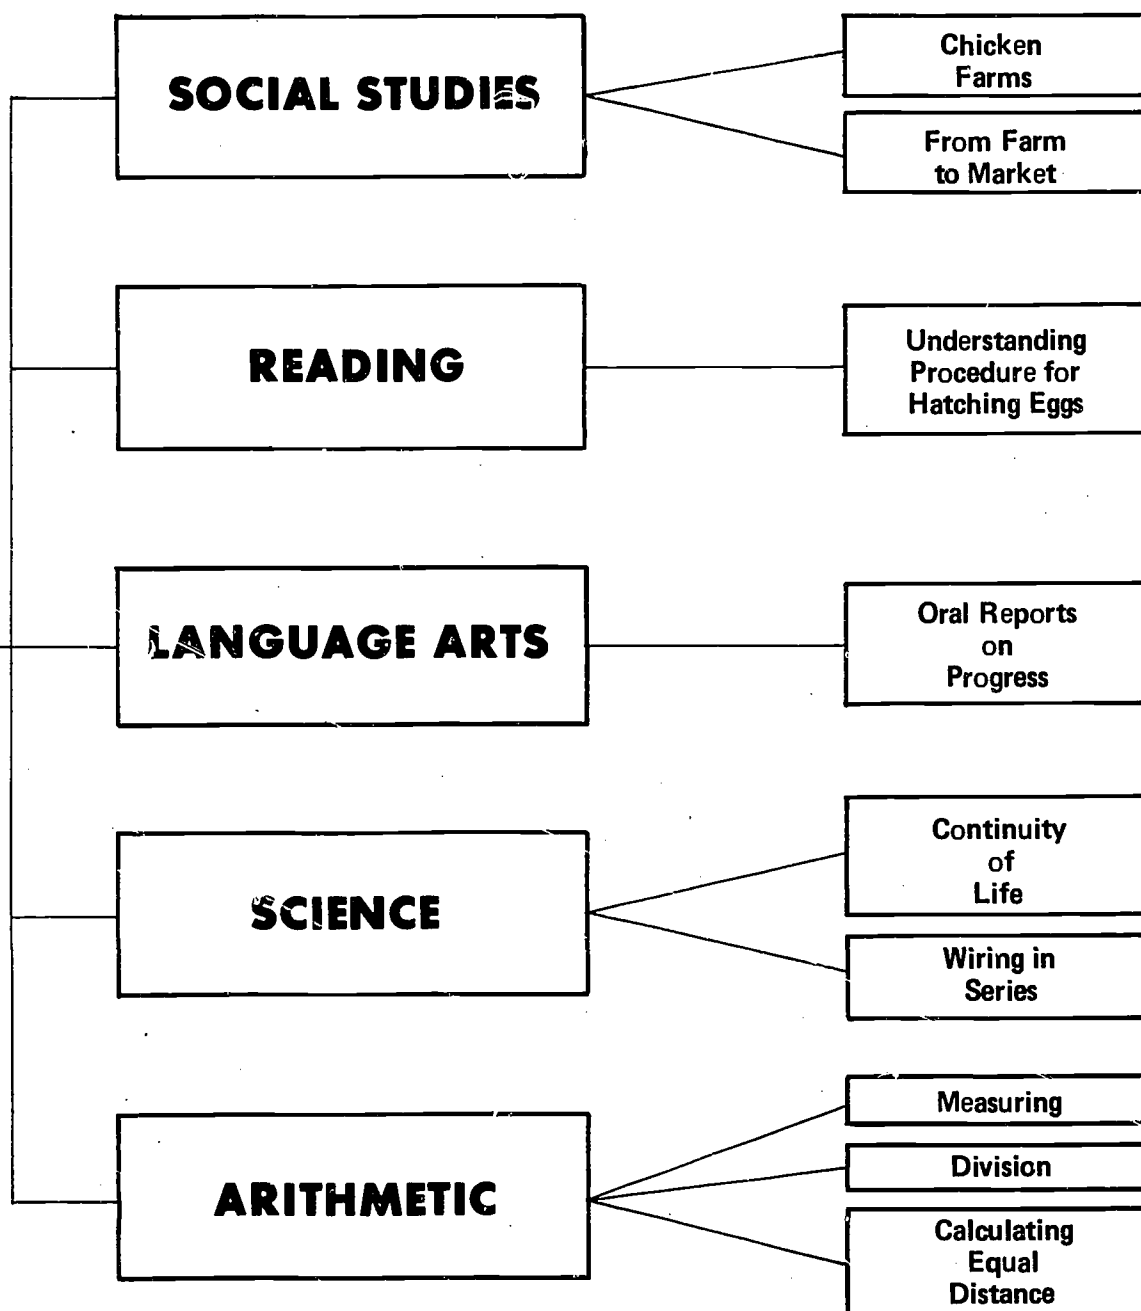 SOCIAL STUDIES
Chicken
Farms
From Farm
to Market
READING
Understanding
Procedure for
Hatching Eggs
LANGUAGE ARTS
Oral Reports
on
Progress
SCIENCE
Continuity
of
Life
Wiring in
Series
ARITHMETIC
Measuring
Division
Calculating
Equal
Distance